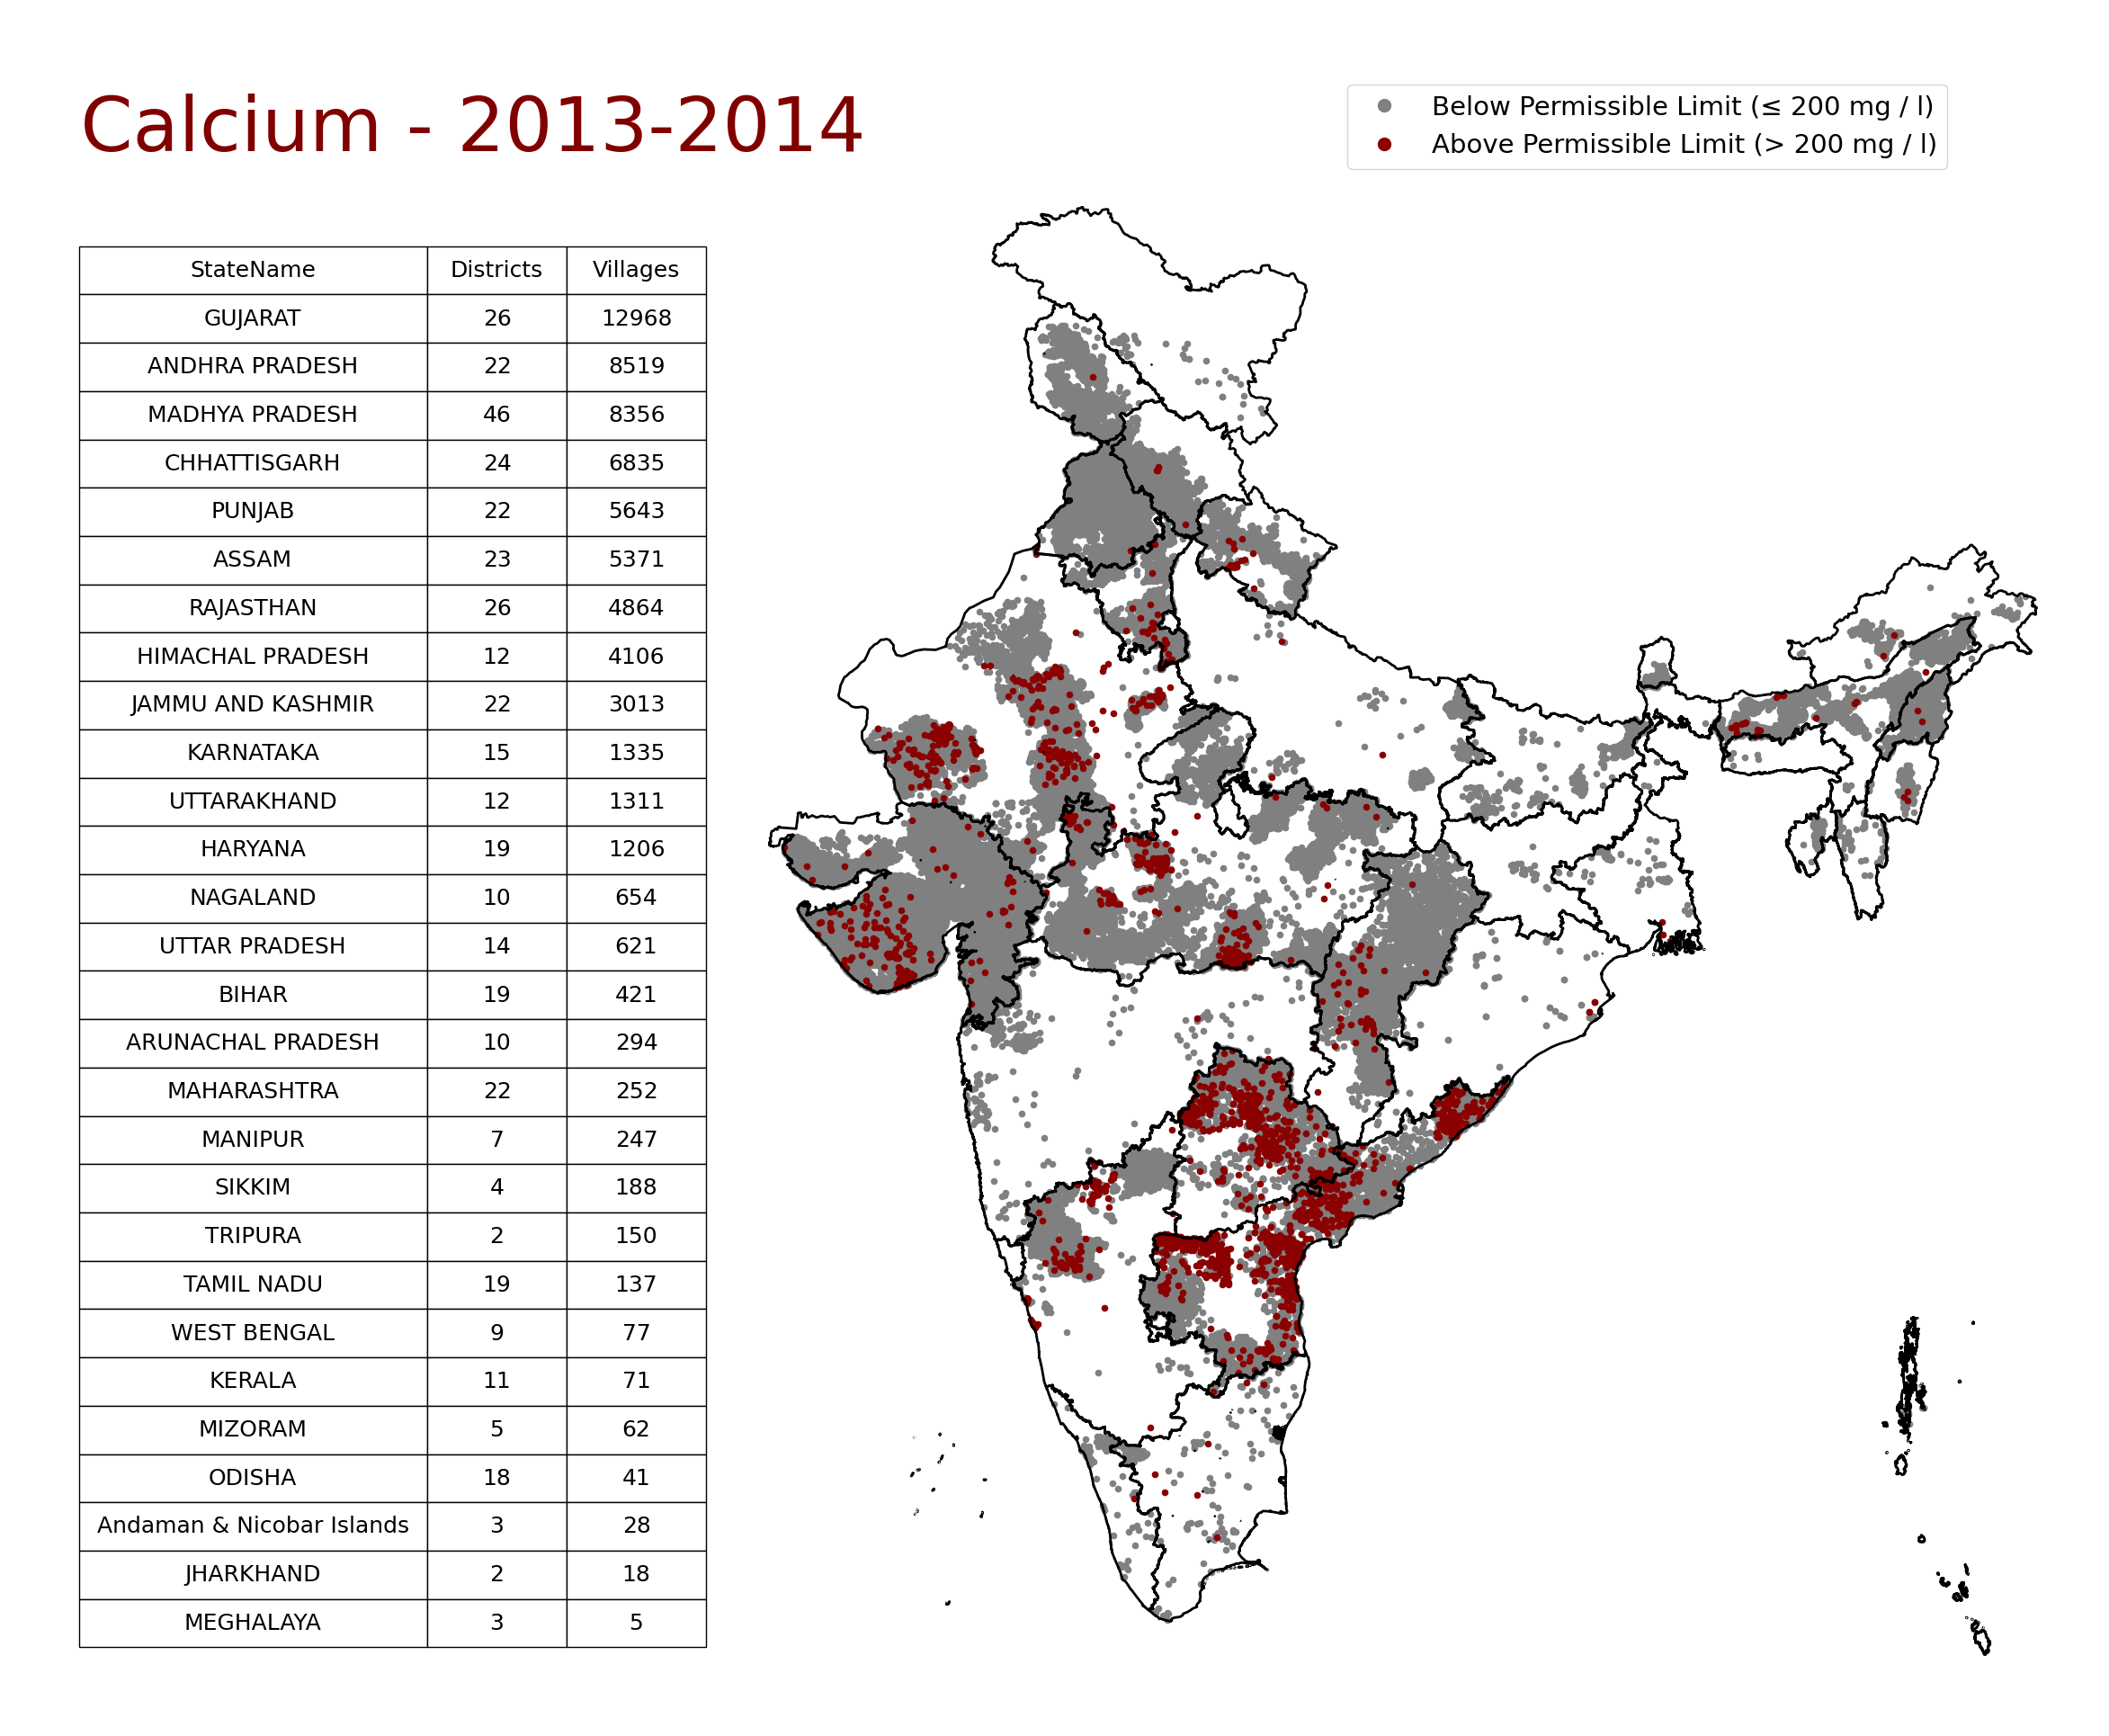 Calcium - 2013-2014
Below Permissible Limit (≤ 200 mg / l)
Above Permissible Limit (> 200 mg / l)
StateName Districts Villages
GUJARAT 26 12968
ANDHRA PRADESH 22 8519
MADHYA PRADESH 46 8356
CHHATTISGARH 24 6835
PUNJAB 22 5643
ASSAM 23 5371
RAJASTHAN 26 4864
HIMACHAL PRADESH 12 4106
JAMMU AND KASHMIR 22 3013
KARNATAKA 15 1335
UTTARAKHAND 12 1311
HARYANA 19 1206
NAGALAND 10 654
UTTAR PRADESH 14 621
BIHAR 19 421
ARUNACHAL PRADESH 10 294
MAHARASHTRA 22 252
MANIPUR 7 247
SIKKIM 4 188
TRIPURA 2 150
TAMIL NADU 19 137
WEST BENGAL 9 77
KERALA 11 71
MIZORAM 5 62
ODISHA 18 41
Andaman & Nicobar Islands 3 28
JHARKHAND 2 18
MEGHALAYA 3 5